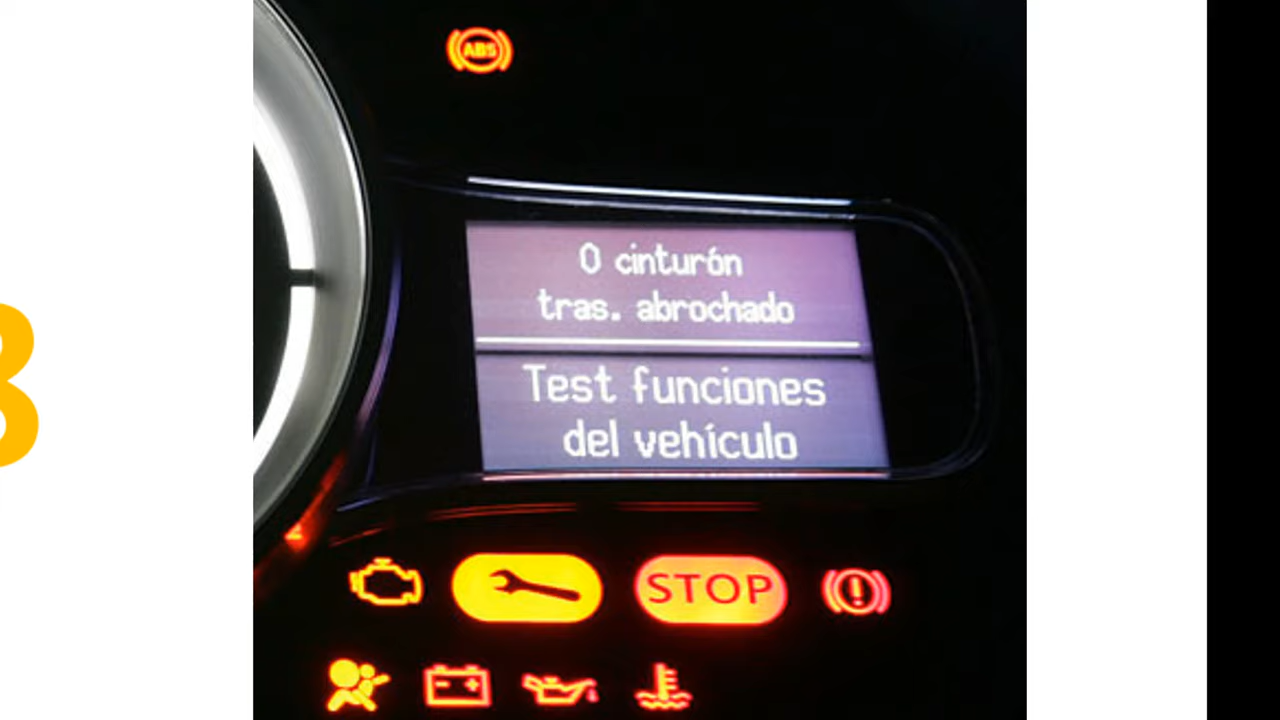 ABS
0 cinturón
tras. abrochado
Test funciones
del vehículo
STOP